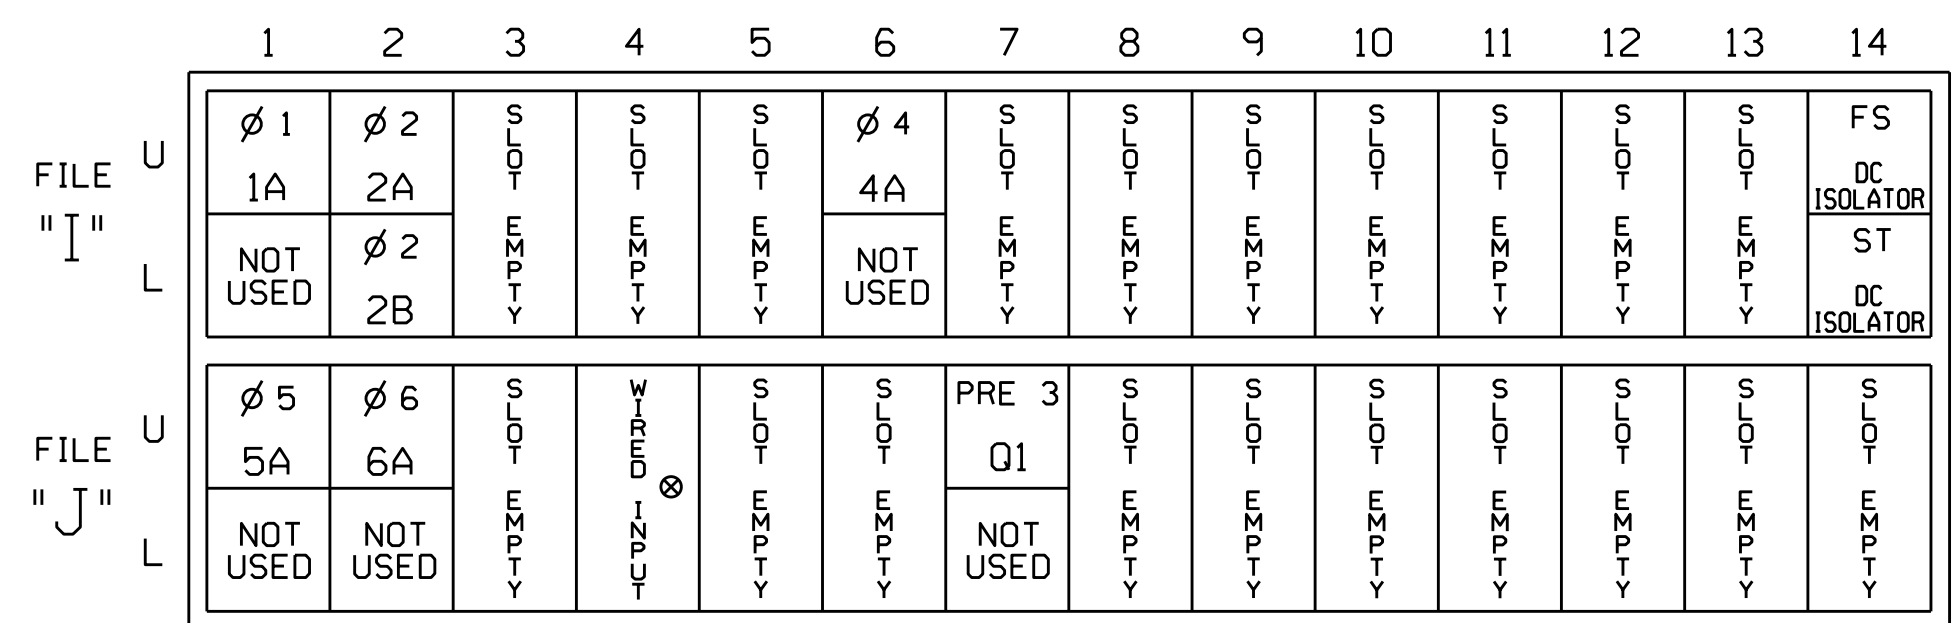 1 2 3 4 5 6 7 8 9 10 11 12 13 14
FILE
"I"
U
L
Ø 1
1A
NOT
USED
Ø 2
2A
Ø 2
2B
SLOT EMPTY
SLOT EMPTY
SLOT EMPTY
Ø 4
4A
NOT
USED
SLOT EMPTY
SLOT EMPTY
SLOT EMPTY
SLOT EMPTY
SLOT EMPTY
SLOT EMPTY
SLOT EMPTY
FS
DC
ISOLATOR
ST
DC
ISOLATOR
FILE
"J"
U
L
Ø 5
5A
NOT
USED
Ø 6
6A
NOT
USED
SLOT EMPTY
WIRED INPUT
⊗
SLOT EMPTY
SLOT EMPTY
PRE 3
Q1
NOT
USED
SLOT EMPTY
SLOT EMPTY
SLOT EMPTY
SLOT EMPTY
SLOT EMPTY
SLOT EMPTY
SLOT EMPTY